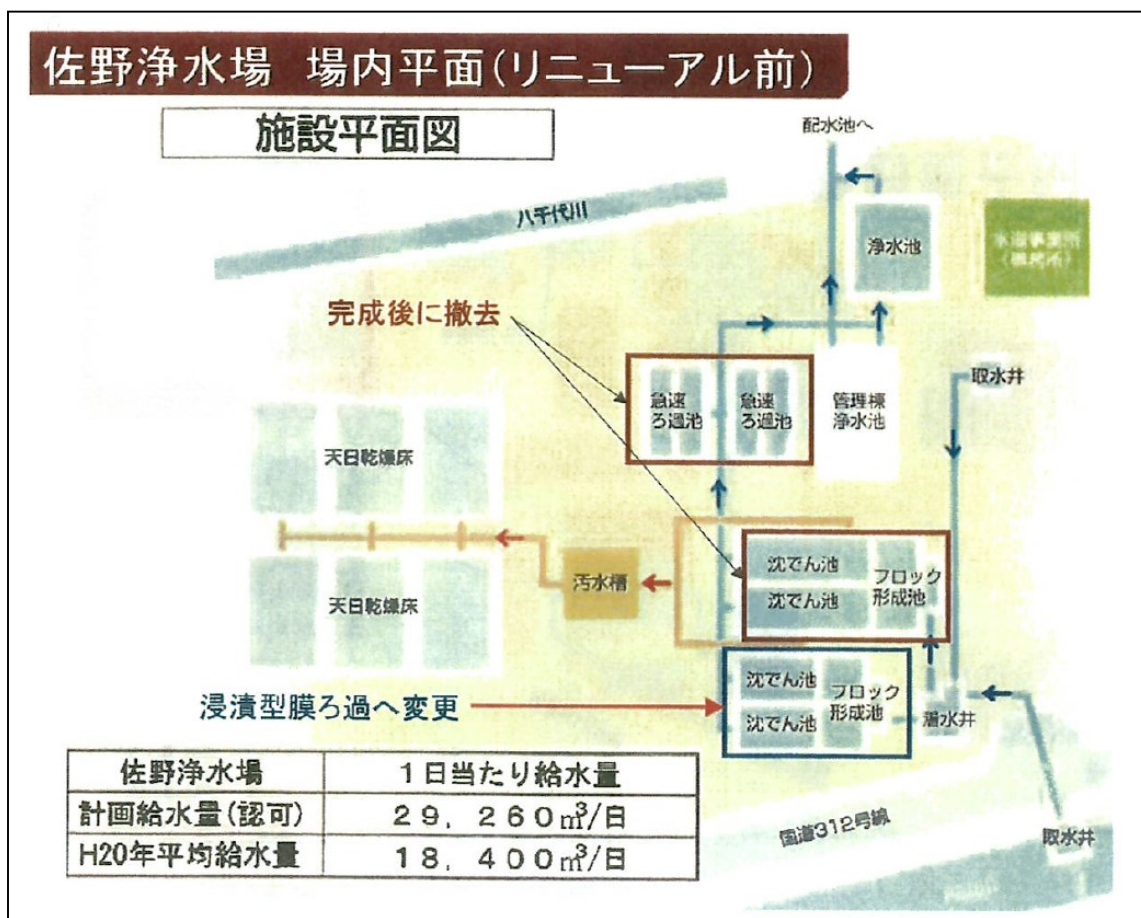 佐野浄水場 場内平面(リニューアル前)
施設平面図
配水池へ
八千代川
浄水池
水道事業所
(事務所)
完成後に撤去
取水井
急速
ろ過池
急速
ろ過池
管理棟
浄水池
天日乾燥床
沈でん池
フロック
形成池
汚水槽
沈でん池
天日乾燥床
沈でん池
浸漬型膜ろ過へ変更
フロック
形成池
沈でん池
着水井
佐野浄水場 1日当たり給水量
計画給水量(認可) 29,260㎥/日
H20年平均給水量 18,400㎥/日
国道312号線
取水井